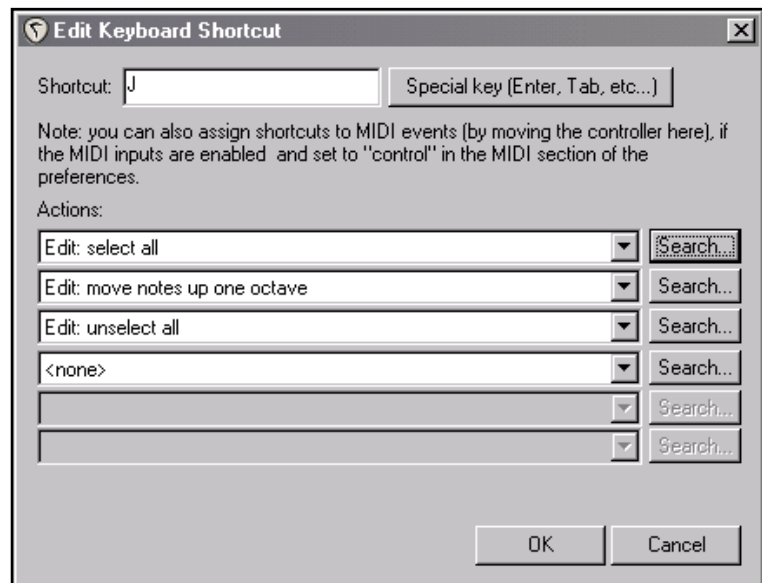 Edit Keyboard Shortcut
Shortcut: J Special key (Enter, Tab, etc...)
Note: you can also assign shortcuts to MIDI events (by moving the controller here), if
the MIDI inputs are enabled and set to "control" in the MIDI section of the
preferences.
Actions:
Edit: select all Search...
Edit: move notes up one octave Search...
Edit: unselect all Search...
<none> Search...
Search...
Search...
OK Cancel